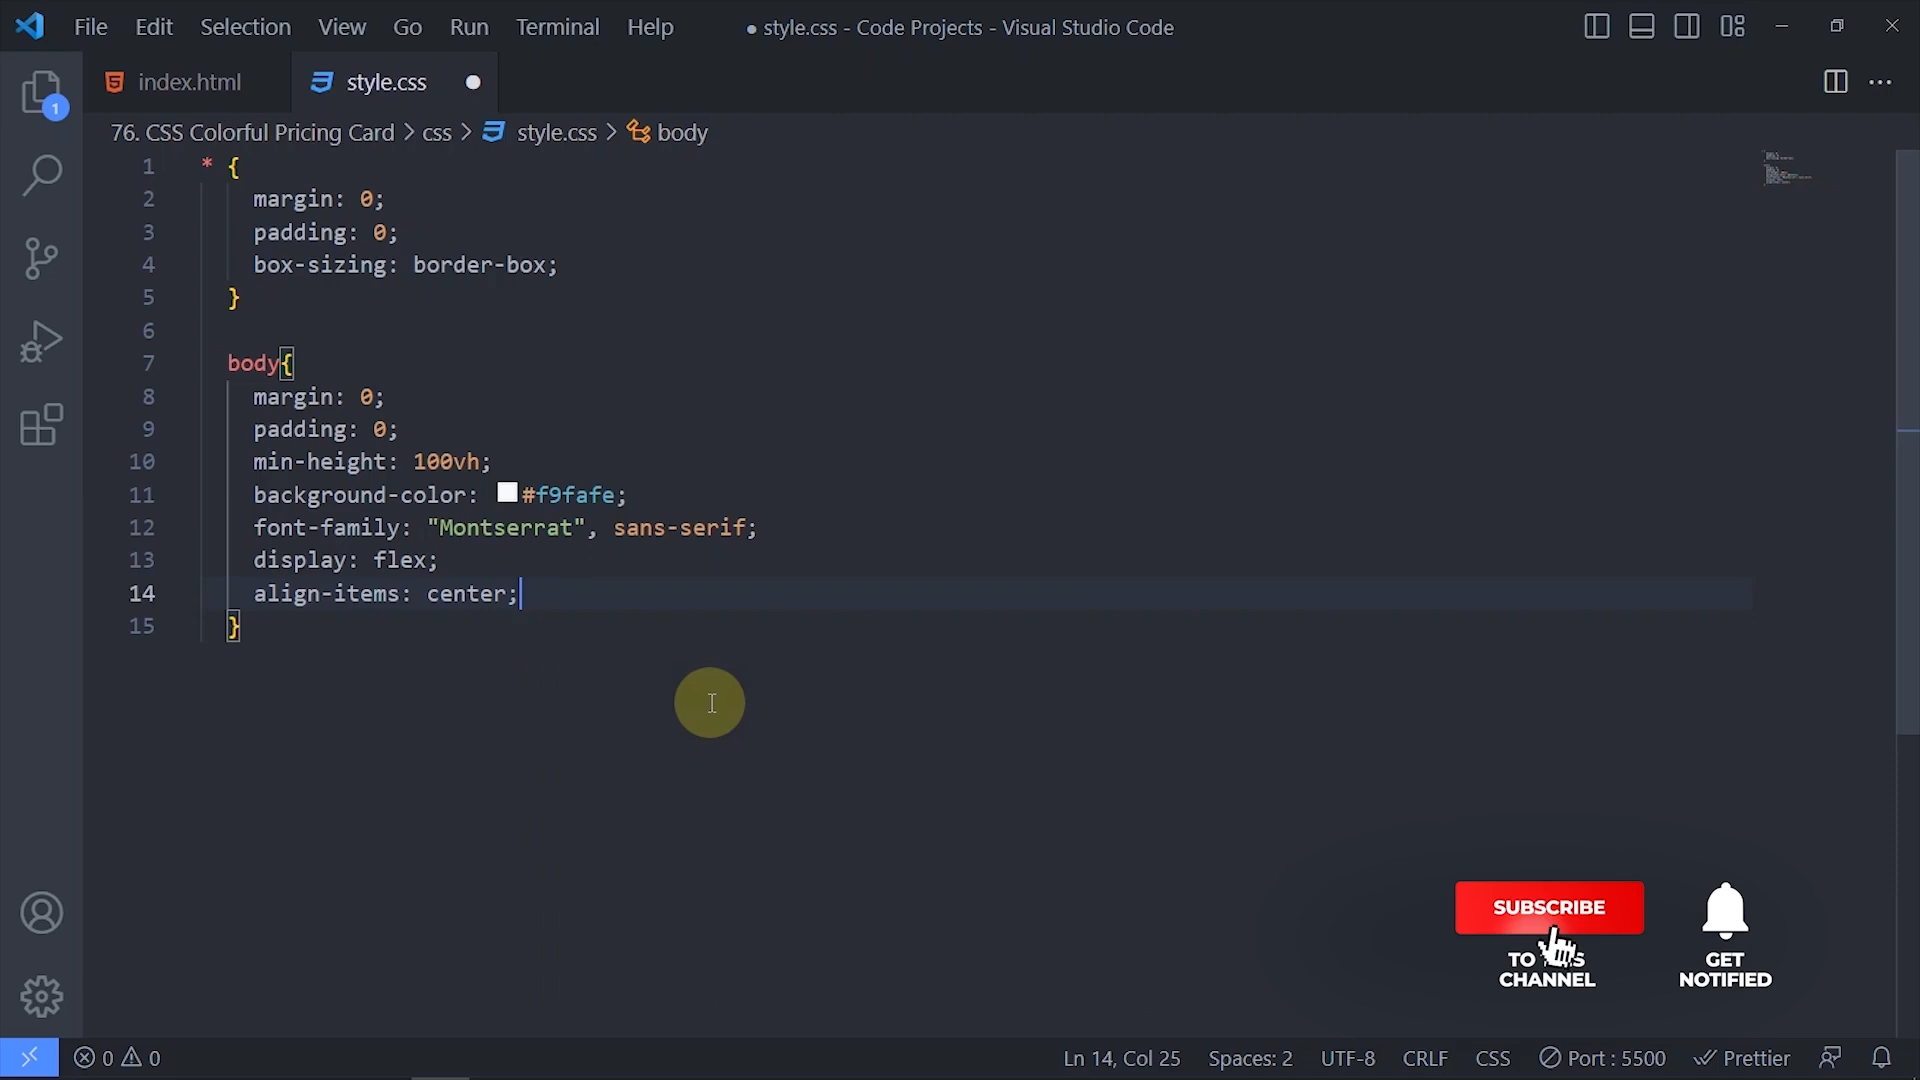 File Edit Selection View Go Run Terminal Help ● style.css - Code Projects - Visual Studio Code
index.html style.css
1
76. CSS Colorful Pricing Card > css > style.css > body
1 * {
2 margin: 0;
3 padding: 0;
4 box-sizing: border-box;
5 }
6
7 body{
8 margin: 0;
9 padding: 0;
10 min-height: 100vh;
11 background-color: #f9fafe;
12 font-family: "Montserrat", sans-serif;
13 display: flex;
14 align-items: center;
15 }
SUBSCRIBE
TO
CHANNEL
GET
NOTIFIED
0 0 Ln 14, Col 25 Spaces: 2 UTF-8 CRLF CSS Port : 5500 Prettier